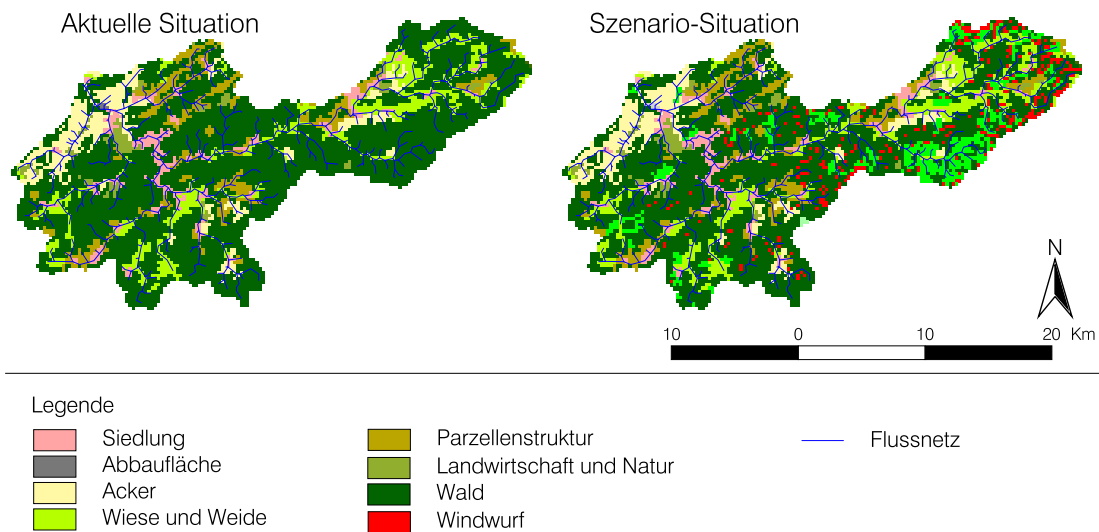 Aktuelle Situation
Szenario-Situation
N
10 0 10 20 Km
Legende
Siedlung
Abbaufläche
Acker
Wiese und Weide
Parzellenstruktur
Landwirtschaft und Natur
Wald
Windwurf
Flussnetz